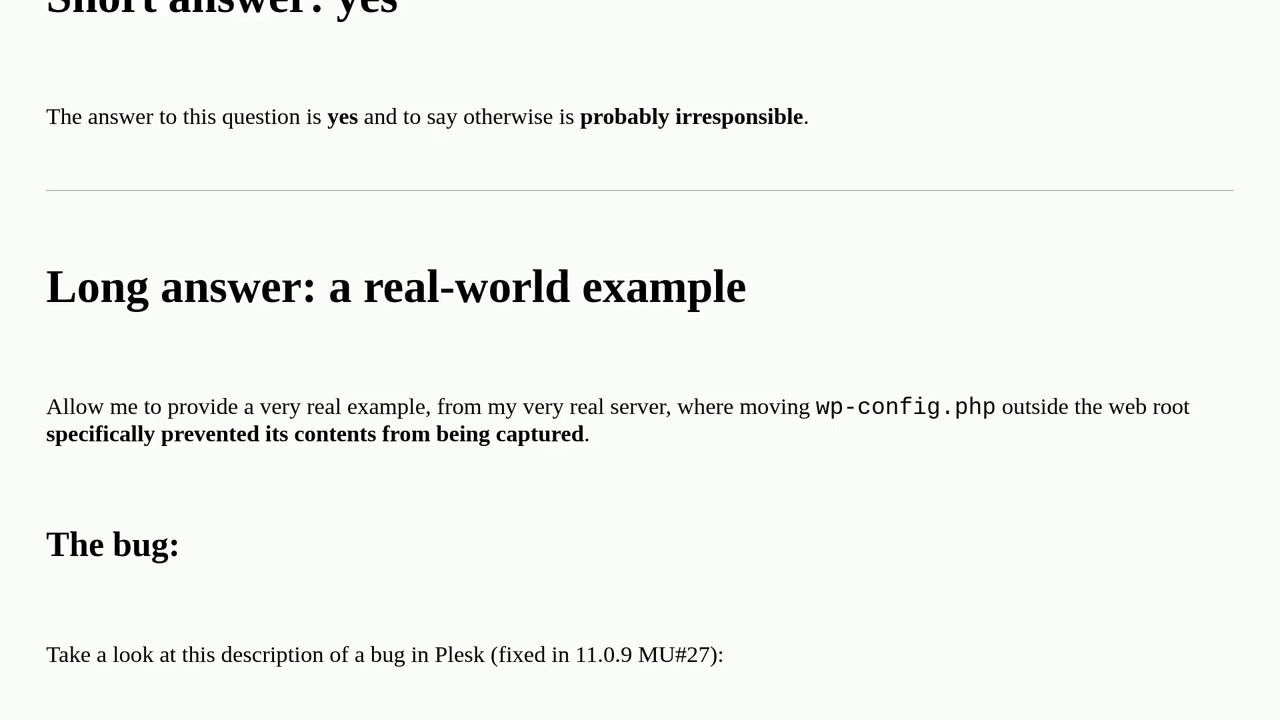 Short answer: yes
The answer to this question is yes and to say otherwise is probably irresponsible.
Long answer: a real-world example
Allow me to provide a very real example, from my very real server, where moving wp-config.php outside the web root
specifically prevented its contents from being captured.
The bug:
Take a look at this description of a bug in Plesk (fixed in 11.0.9 MU#27):